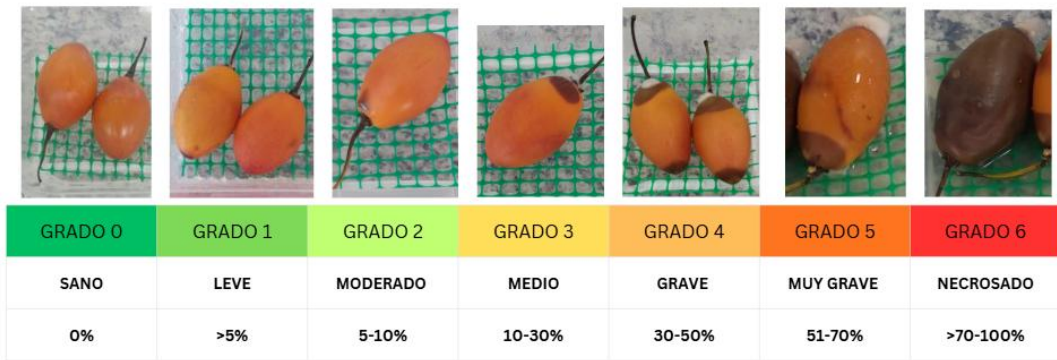 GRADO 0 GRADO 1 GRADO 2 GRADO 3 GRADO 4 GRADO 5 GRADO 6
SANO LEVE MODERADO MEDIO GRAVE MUY GRAVE NECROSADO
0% >5% 5-10% 10-30% 30-50% 51-70% >70-100%